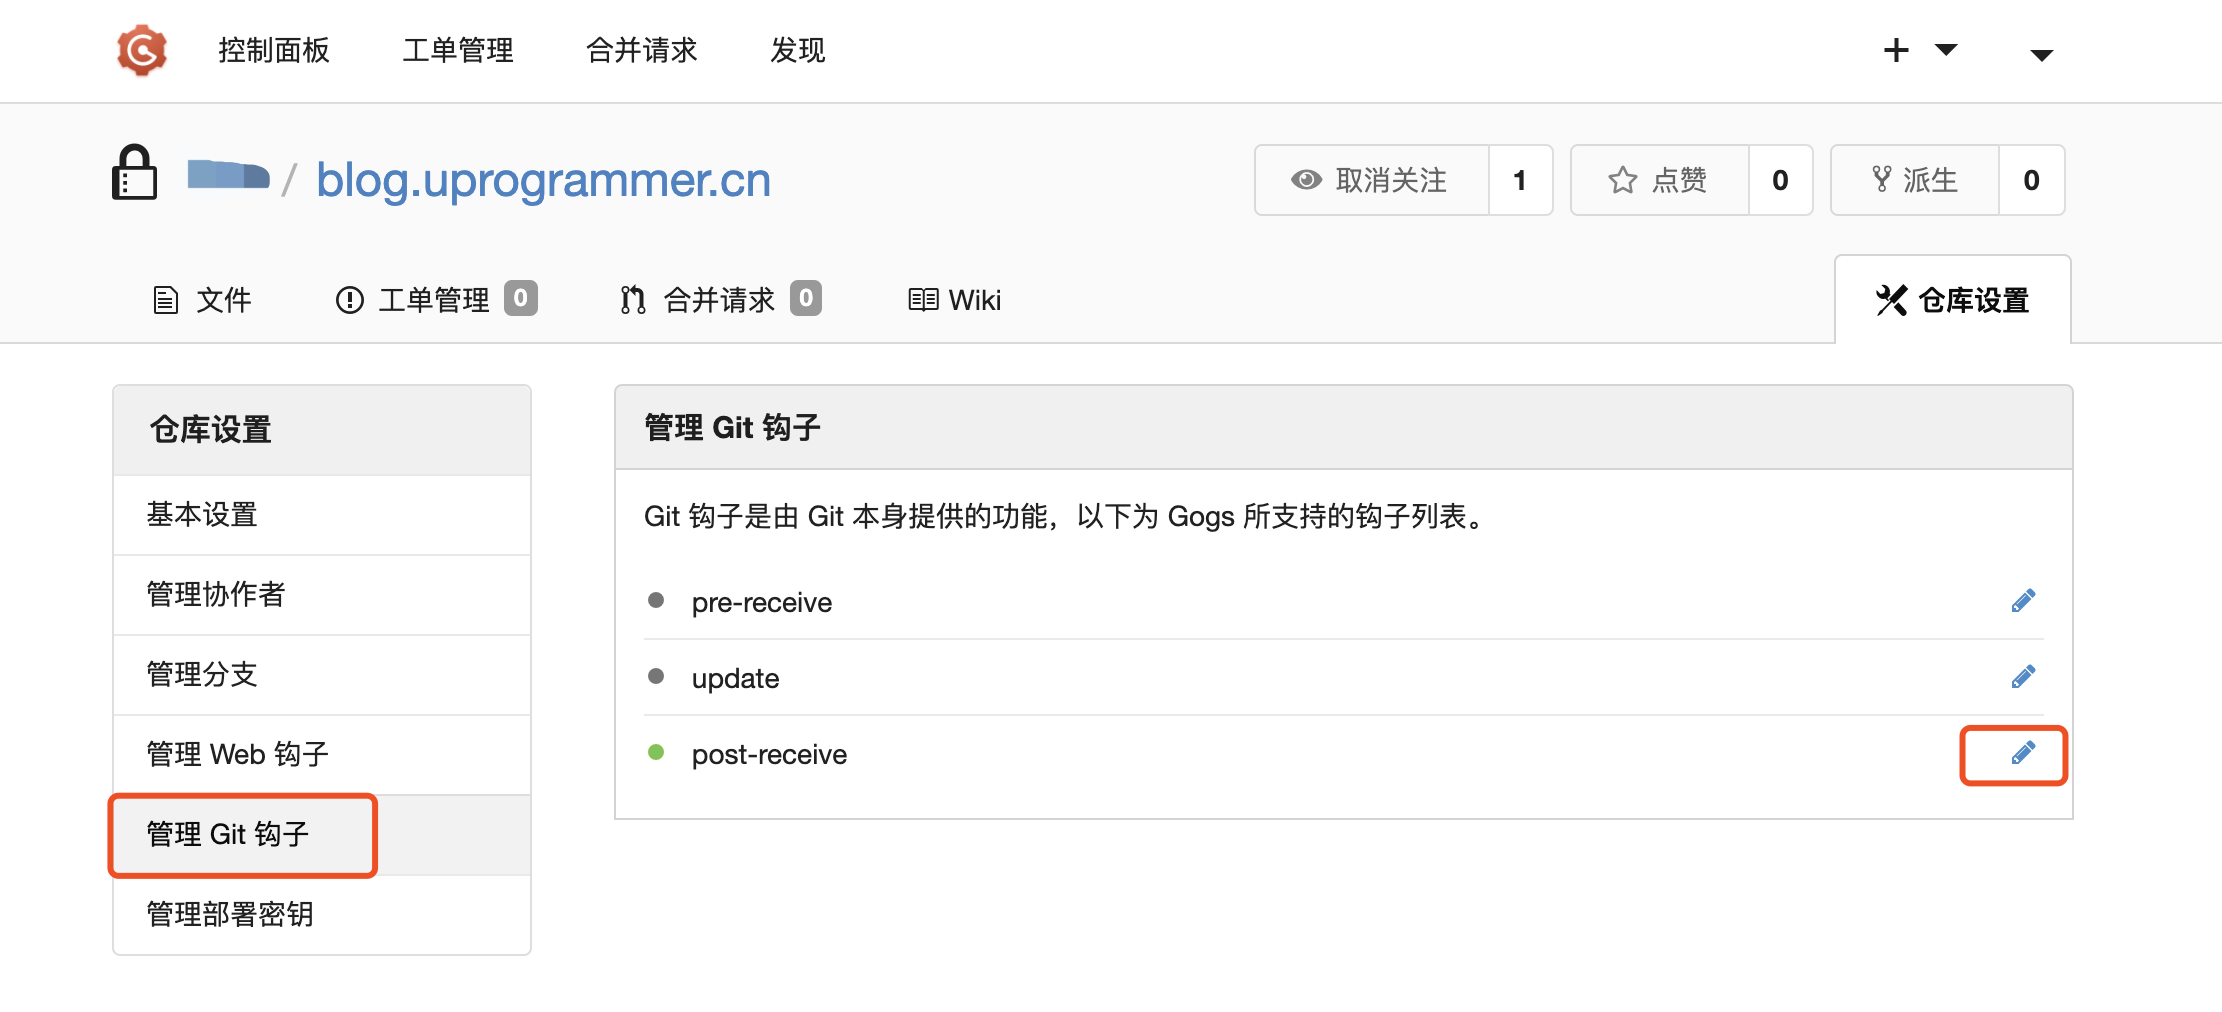 控制面板 工单管理 合并请求 发现
/ blog.uprogrammer.cn
取消关注 1 点赞 0 派生 0
文件 工单管理 0 合并请求 0 Wiki 仓库设置
仓库设置
基本设置
管理协作者
管理分支
管理 Web 钩子
管理 Git 钩子
管理部署密钥
管理 Git 钩子
Git 钩子是由 Git 本身提供的功能，以下为 Gogs 所支持的钩子列表。
pre-receive
update
post-receive